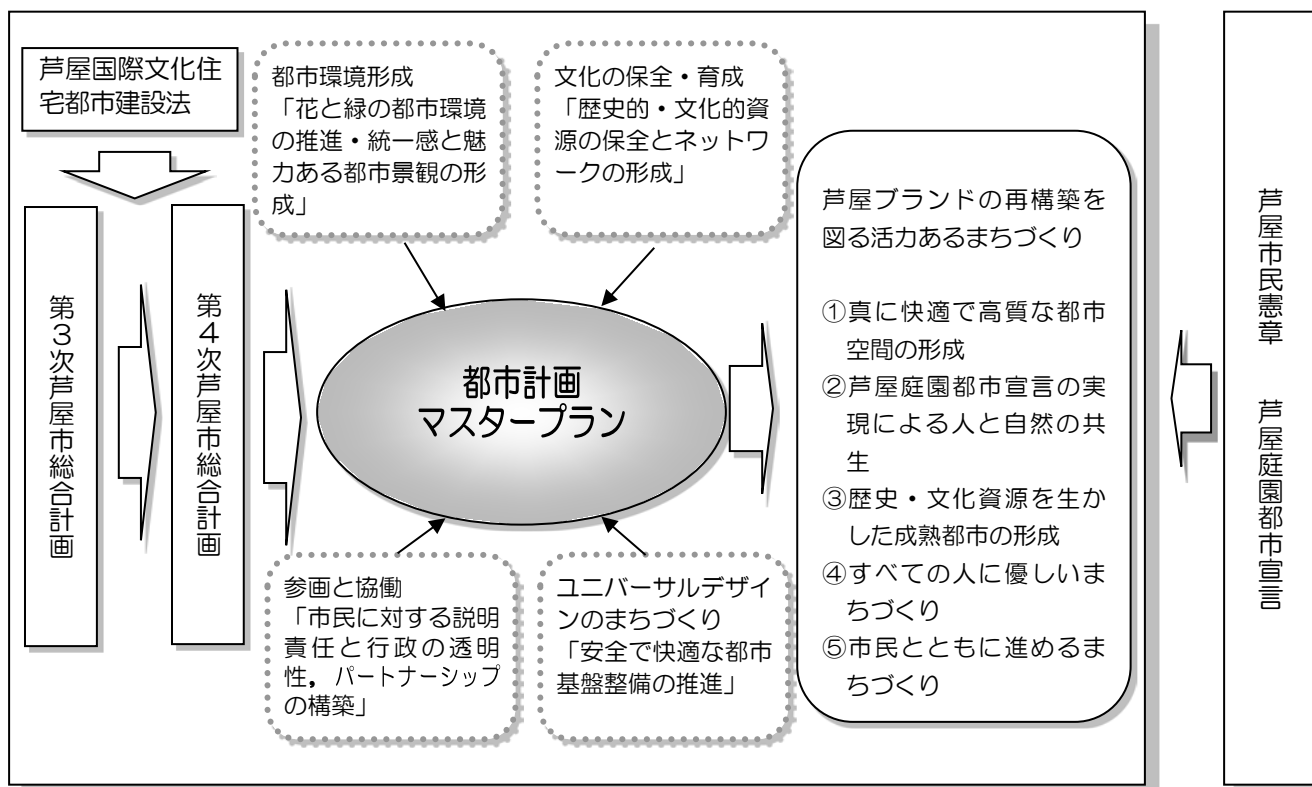 芦屋国際文化住
宅都市建設法
第3次芦屋市総合計画
第4次芦屋市総合計画
都市環境形成
「花と緑の都市環境
の推進・統一感と魅
力ある都市景観の形
成」
文化の保全・育成
「歴史的・文化的資
源の保全とネットワ
ークの形成」
都市計画
マスタープラン
参画と協働
「市民に対する説明
責任と行政の透明
性，パートナーシップ
の構築」
ユニバーサルデザイ
ンのまちづくり
「安全で快適な都市
基盤整備の推進」
芦屋ブランドの再構築を
図る活力あるまちづくり
①真に快適で高質な都市
空間の形成
②芦屋庭園都市宣言の実
現による人と自然の共
生
③歴史・文化資源を生か
した成熟都市の形成
④すべての人に優しいま
ちづくり
⑤市民とともに進めるま
ちづくり
芦屋市民憲章　芦屋庭園都市宣言